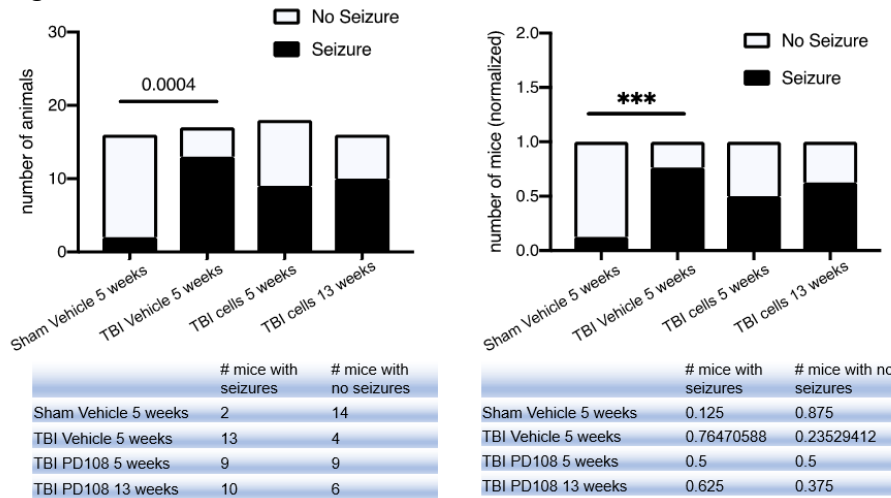 No Seizure
Seizure
0.0004
30
20
10
0
number of animals
Sham Vehicle 5 weeks
TBI Vehicle 5 weeks
TBI cells 5 weeks
TBI cells 13 weeks
# mice with # mice with
seizures no seizures
Sham Vehicle 5 weeks 2 14
TBI Vehicle 5 weeks 13 4
TBI PD108 5 weeks 9 9
TBI PD108 13 weeks 10 6
No Seizure
Seizure
***
2.0
1.5
1.0
0.5
0.0
number of mice (normalized)
Sham Vehicle 5 weeks
TBI Vehicle 5 weeks
TBI cells 5 weeks
TBI cells 13 weeks
# mice with # mice with no
seizures seizures
Sham Vehicle 5 weeks 0.125 0.875
TBI Vehicle 5 weeks 0.76470588 0.23529412
TBI PD108 5 weeks 0.5 0.5
TBI PD108 13 weeks 0.625 0.375